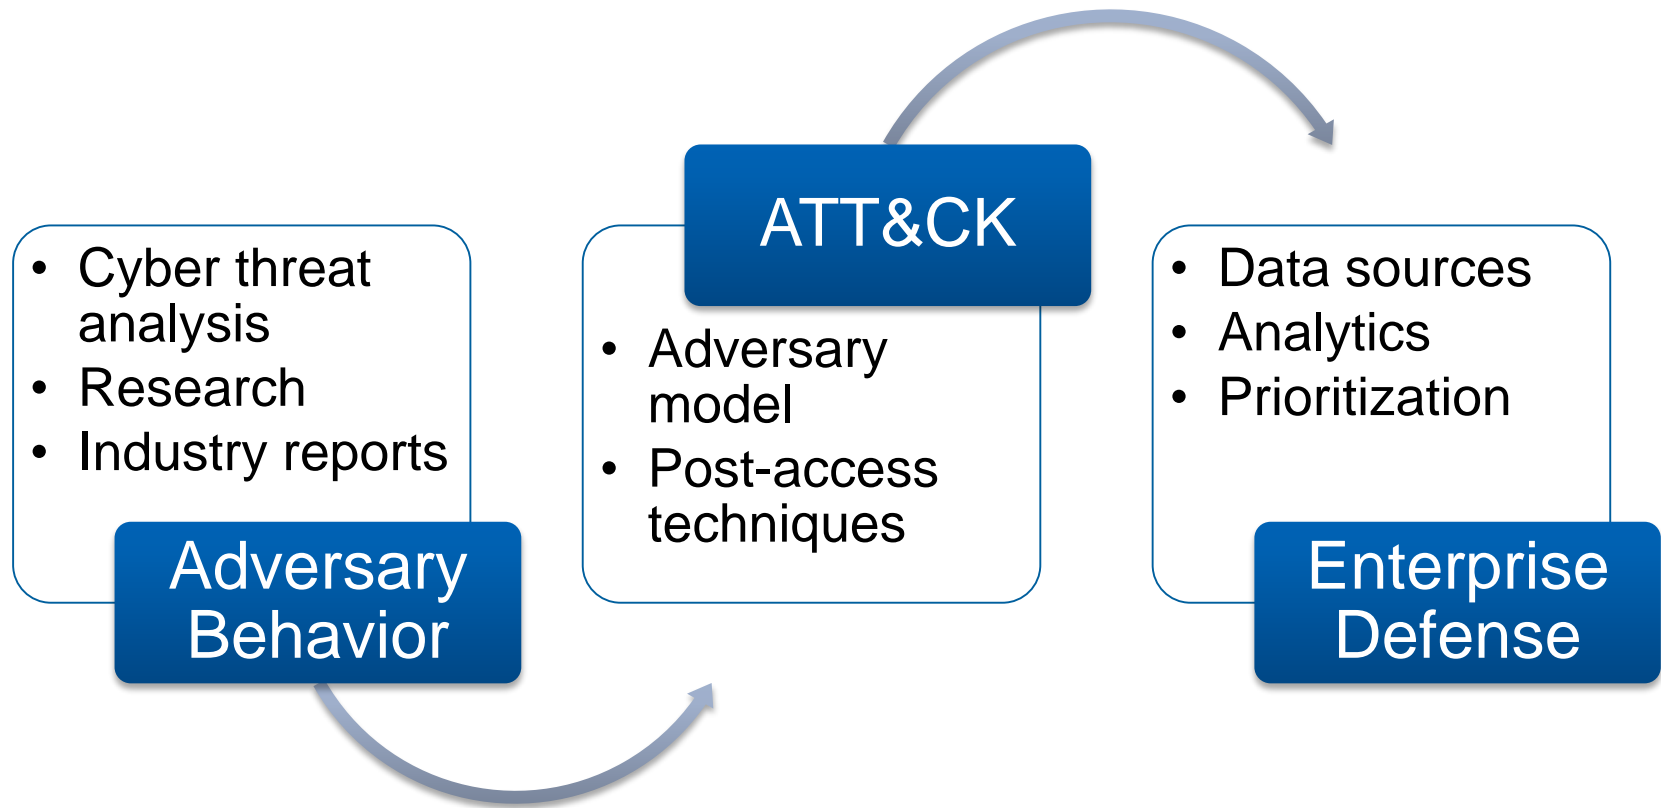 • Cyber threat
analysis
• Research
• Industry reports
Adversary
Behavior
ATT&CK
• Adversary
model
• Post-access
techniques
• Data sources
• Analytics
• Prioritization
Enterprise
Defense